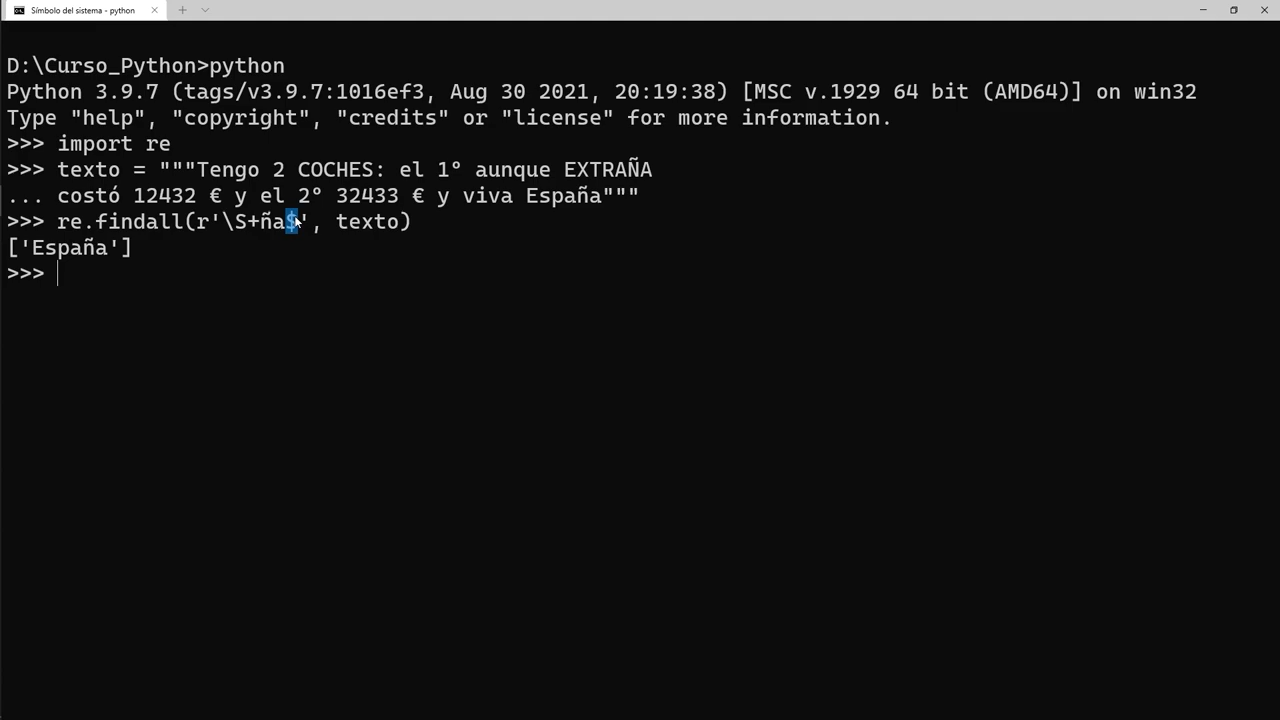 Símbolo del sistema - python
D:\Curso_Python>python
Python 3.9.7 (tags/v3.9.7:1016ef3, Aug 30 2021, 20:19:38) [MSC v.1929 64 bit (AMD64)] on win32
Type "help", "copyright", "credits" or "license" for more information.
>>> import re
>>> texto = """Tengo 2 COCHES: el 1º aunque EXTRAÑA
... costó 12432 € y el 2º 32433 € y viva España"""
>>> re.findall(r'\S+ña$', texto)
['España']
>>>